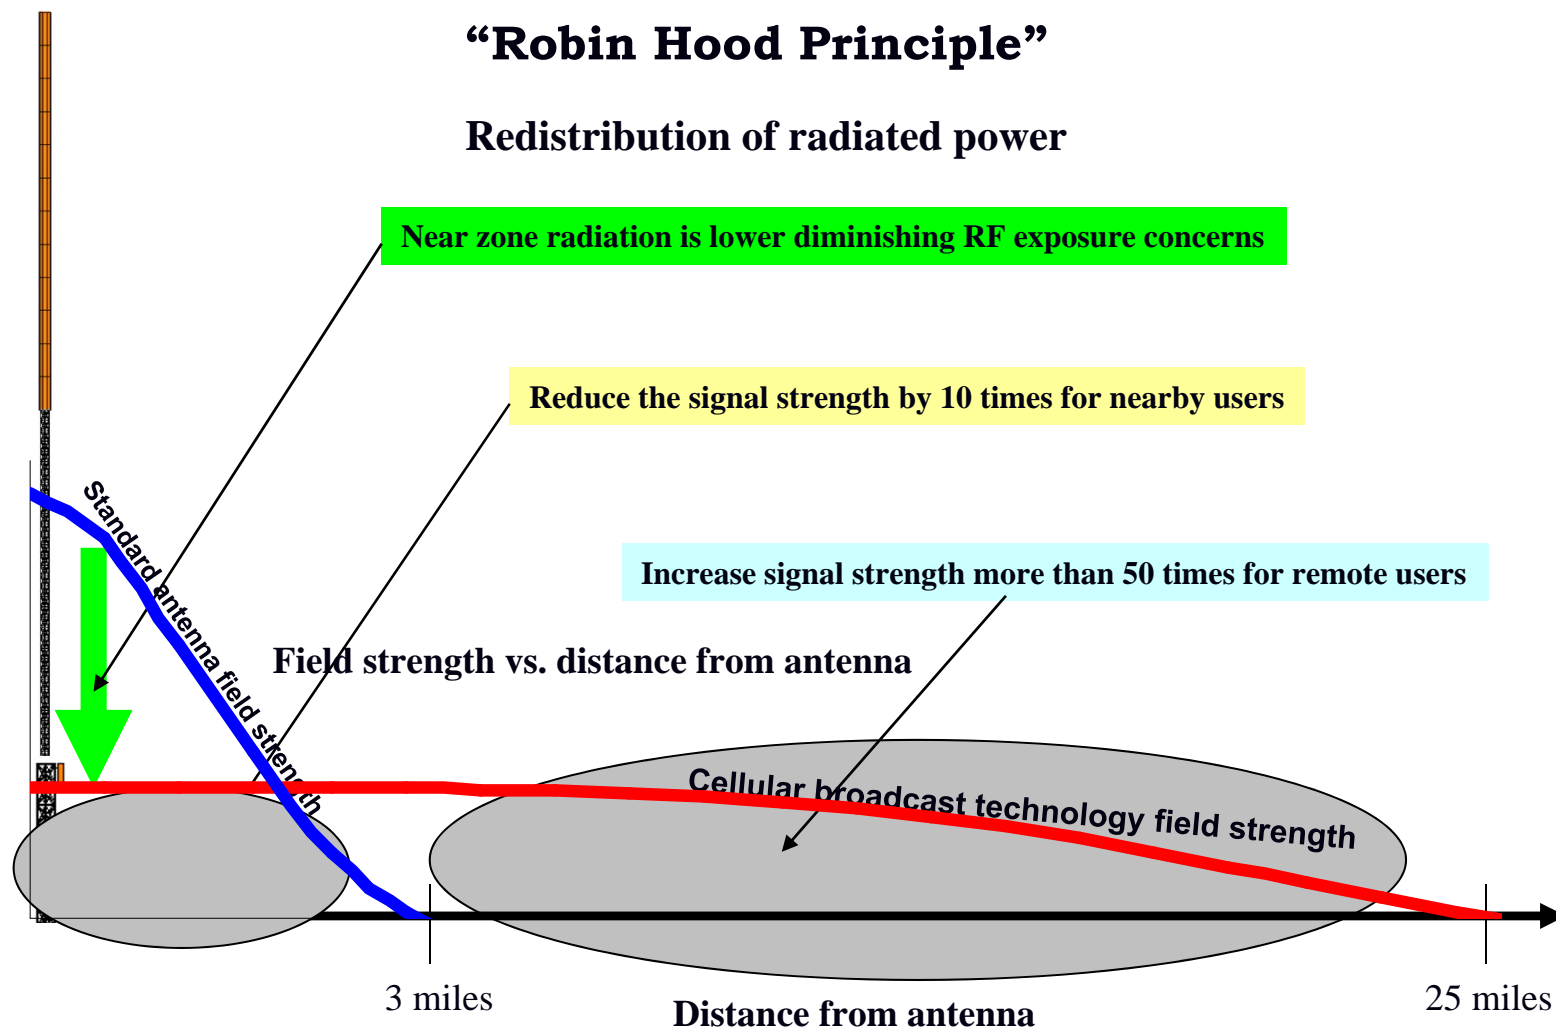 “Robin Hood Principle”
Redistribution of radiated power
Near zone radiation is lower diminishing RF exposure concerns
Reduce the signal strength by 10 times for nearby users
Standard antenna field strength
Increase signal strength more than 50 times for remote users
Field strength vs. distance from antenna
Cellular broadcast technology field strength
3 miles
25 miles
Distance from antenna